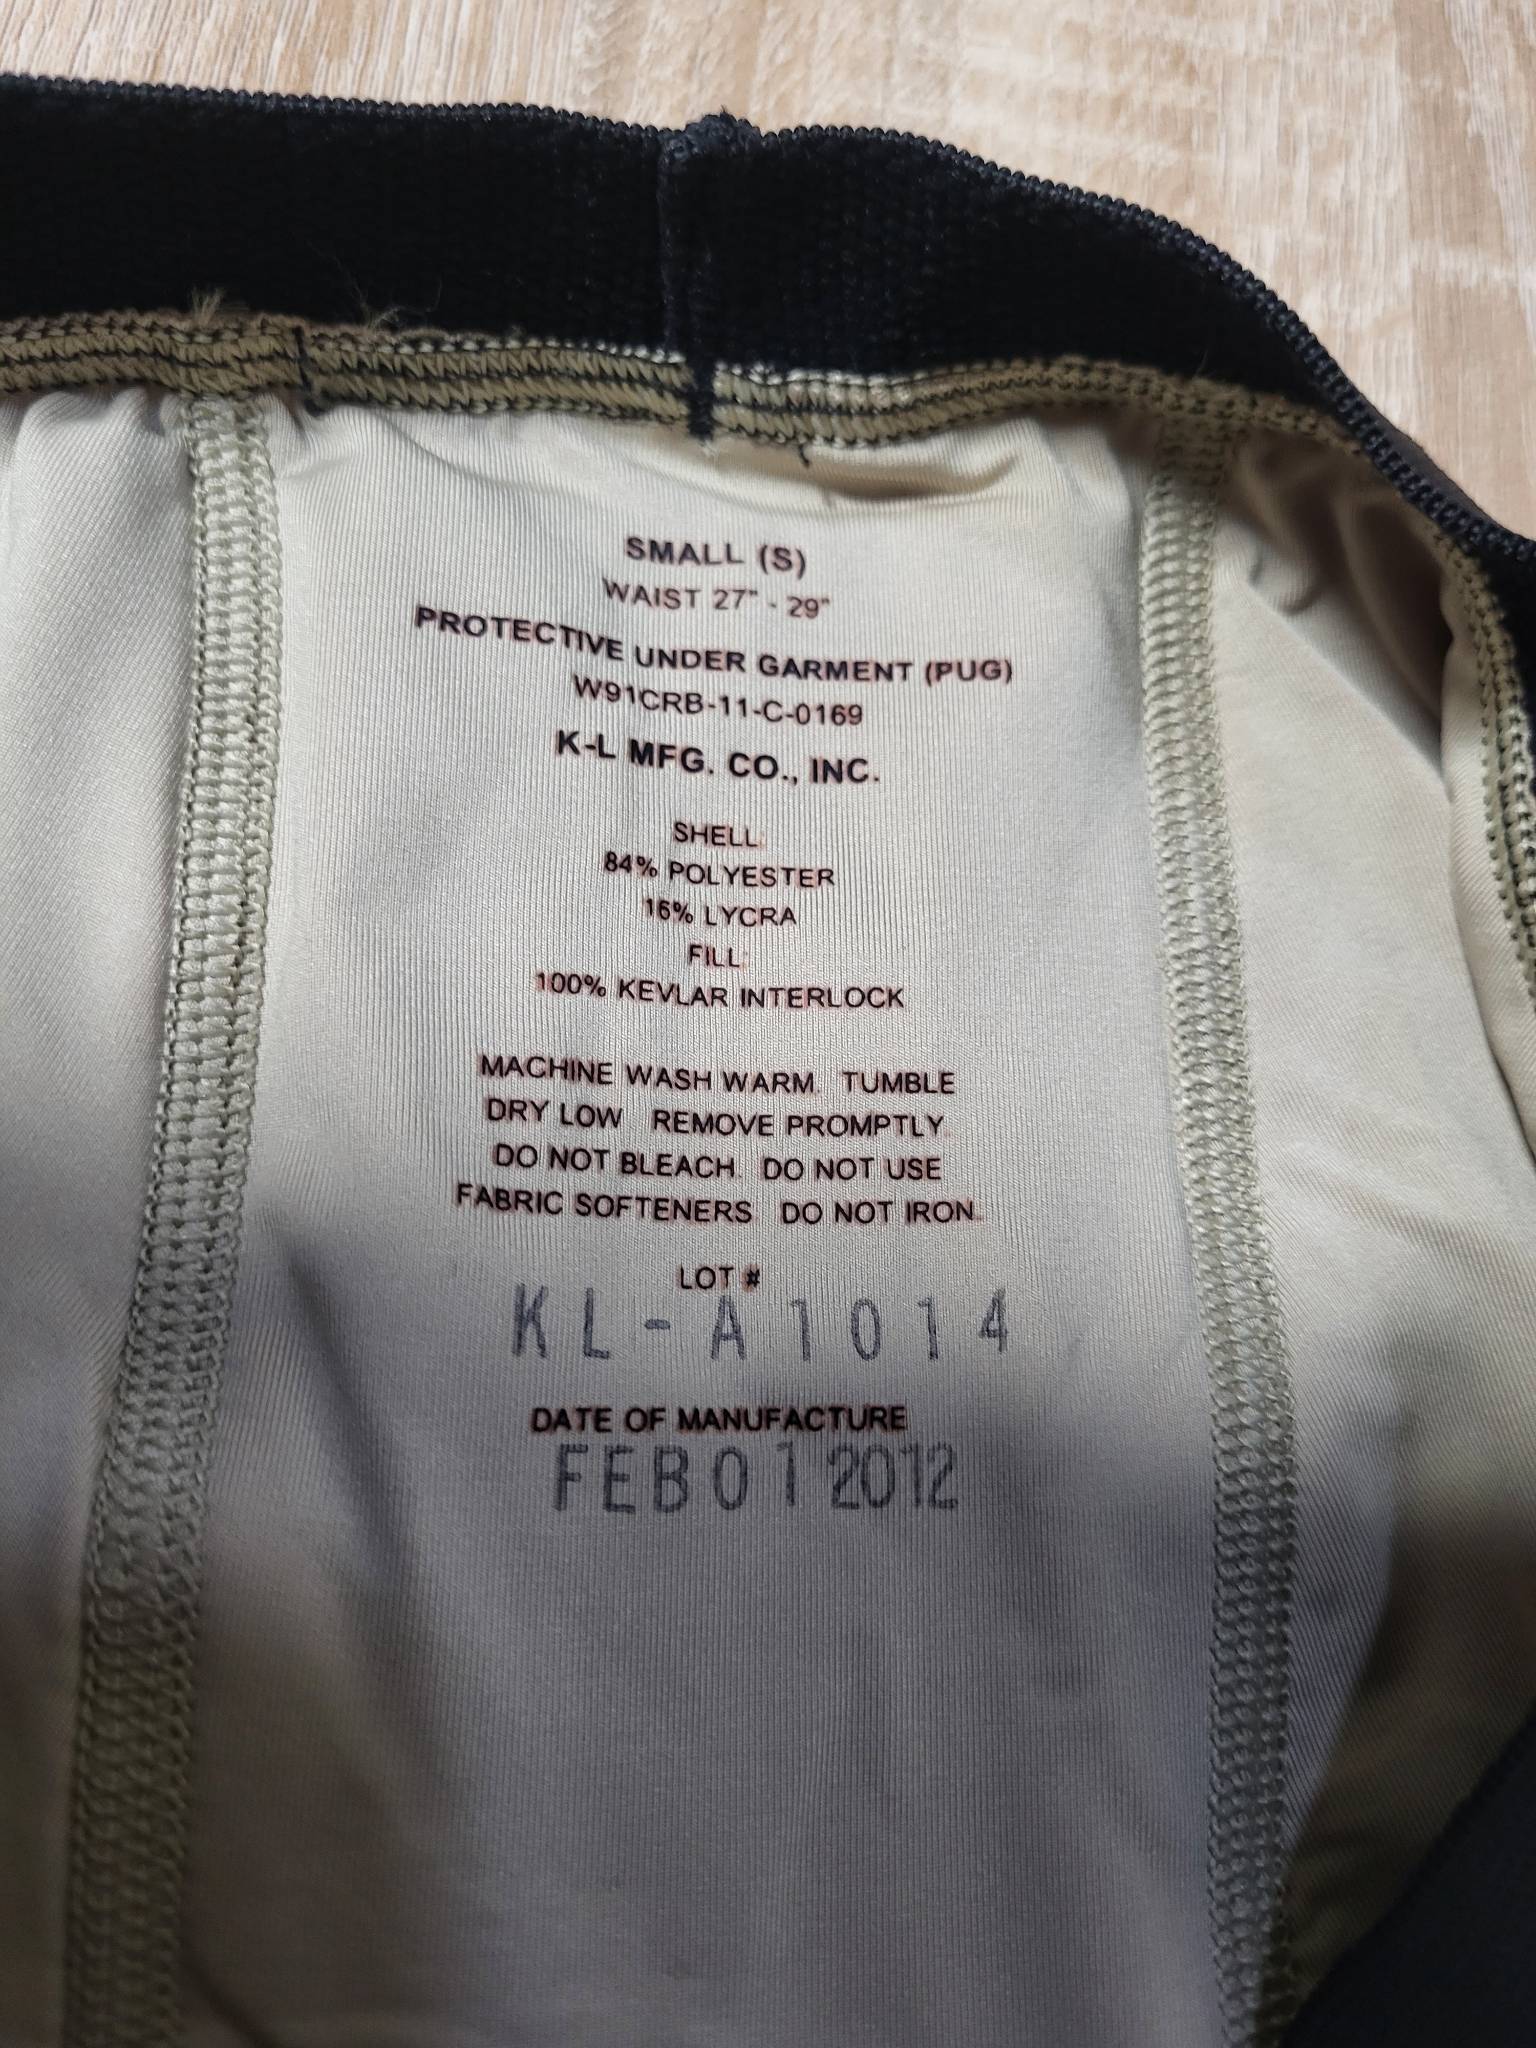 SMALL (S)
WAIST 27" - 29"
PROTECTIVE UNDER GARMENT (PUG)
W91CRB-11-C-0169
K-L MFG. CO., INC.
SHELL:
84% POLYESTER
16% LYCRA
FILL:
100% KEVLAR INTERLOCK
MACHINE WASH WARM. TUMBLE
DRY LOW. REMOVE PROMPTLY.
DO NOT BLEACH. DO NOT USE
FABRIC SOFTENERS. DO NOT IRON.
LOT #
KL-A1014
DATE OF MANUFACTURE
FEB 01 2012